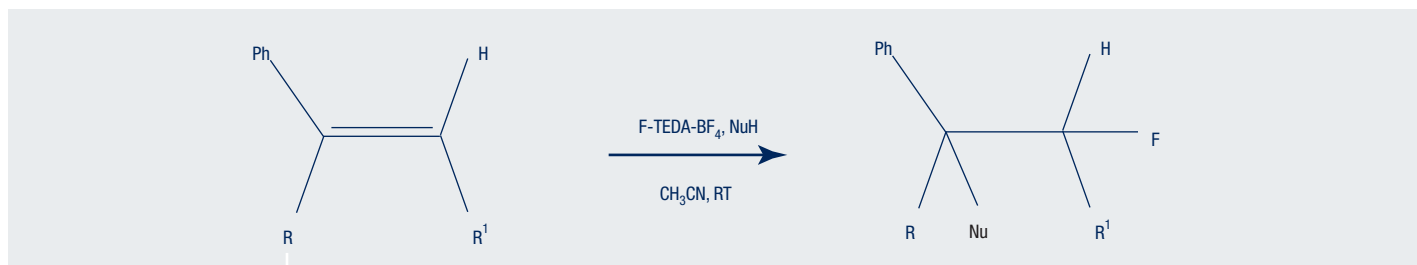 Ph
H
R
R¹
F-TEDA-BF₄, NuH
CH₃CN, RT
Ph
H
F
R
Nu
R¹